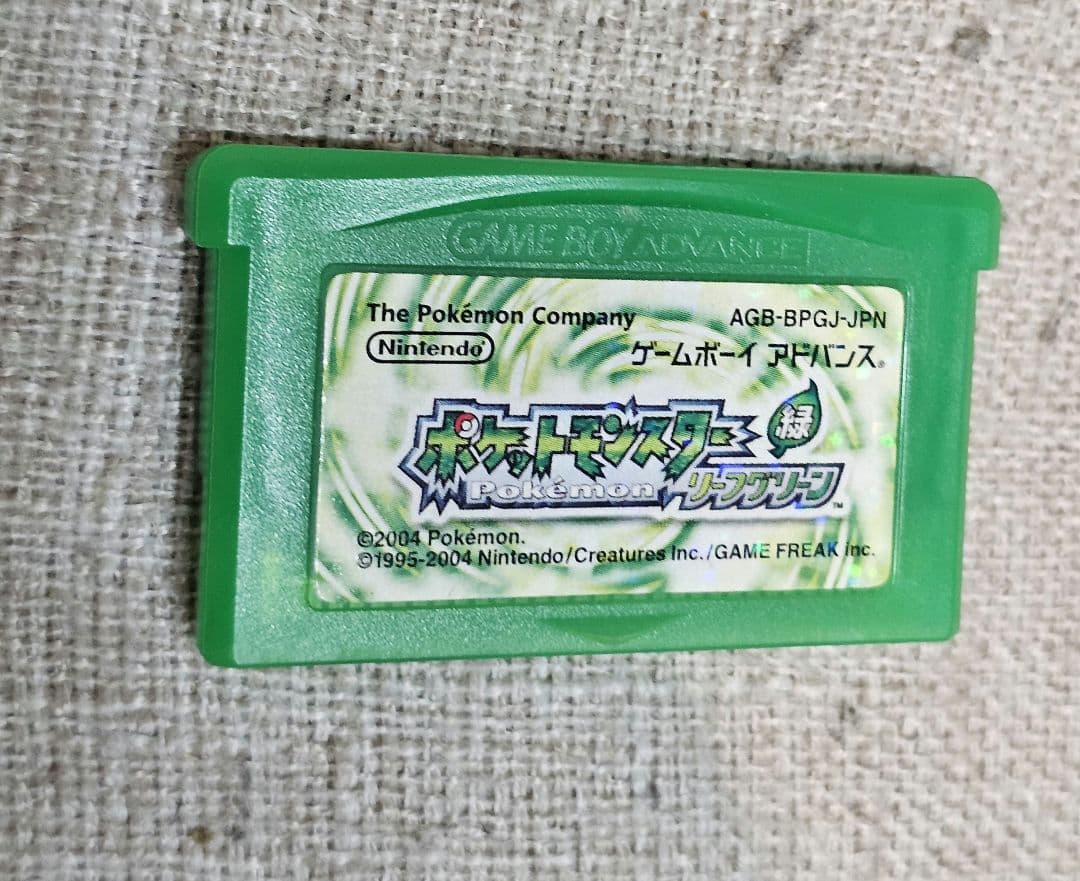 GAME BOY ADVANCE
The Pokémon Company AGB-BPGJ-JPN
Nintendo ゲームボーイ アドバンス®
ポケットモンスター 緑
Pokémon リーフグリーン™
©2004 Pokémon.
©1995-2004 Nintendo/Creatures Inc./GAME FREAK inc.